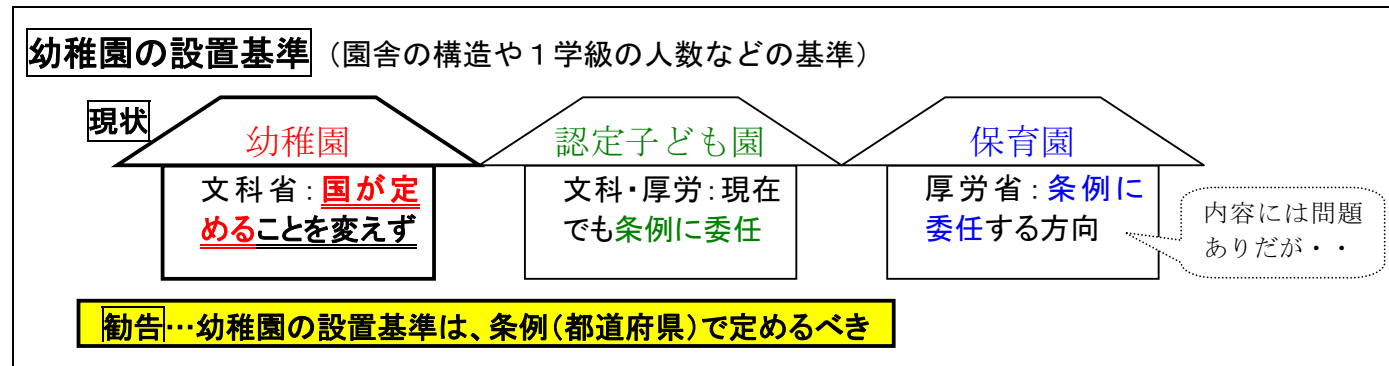 幼稚園の設置基準（園舎の構造や１学級の人数などの基準）
現状
幼稚園
文科省：国が定
めることを変えず
認定子ども園
文科・厚労：現在
でも条例に委任
保育園
厚労省：条例に
委任する方向
内容には問題
ありだが・・
勧告…幼稚園の設置基準は、条例（都道府県）で定めるべき